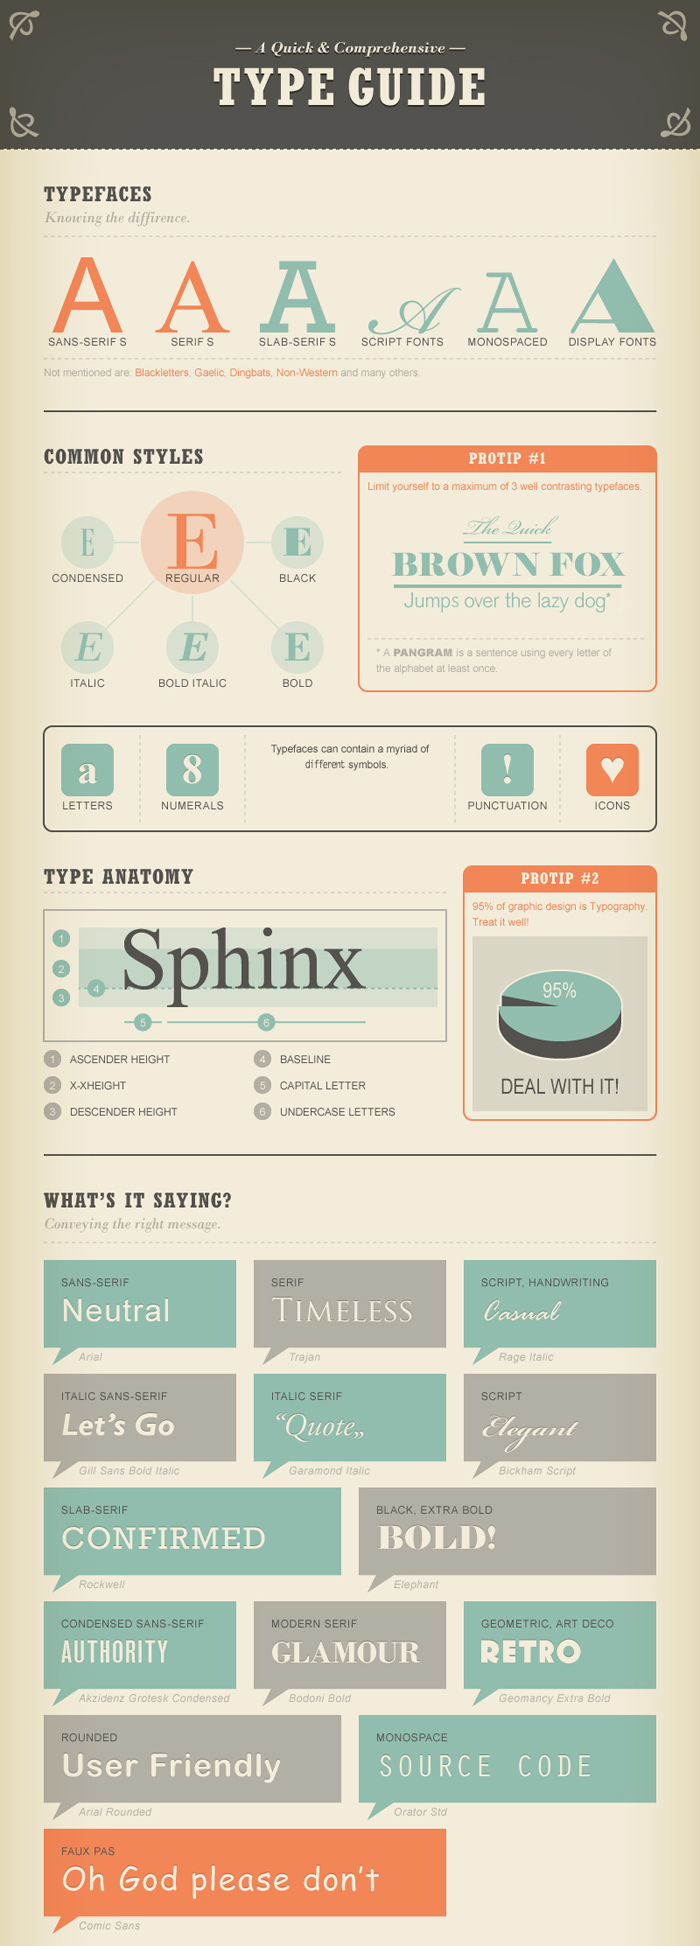 — A Quick & Comprehensive —
TYPE GUIDE
TYPEFACES
Knowing the diffirence.
A A A A A A
SANS-SERIF S SERIF S SLAB-SERIF S SCRIPT FONTS MONOSPACED DISPLAY FONTS
Not mentioned are: Blackletters, Gaelic, Dingbats, Non-Western and many others.
COMMON STYLES
E E E
CONDENSED REGULAR BLACK
E E E
ITALIC BOLD ITALIC BOLD
PROTIP #1
Limit yourself to a maximum of 3 well contrasting typefaces.
The Quick
BROWN FOX
Jumps over the lazy dog*
* A PANGRAM is a sentence using every letter of
the alphabet at least once.
a 8 ! ♥
LETTERS NUMERALS PUNCTUATION ICONS
Typefaces can contain a myriad of
different symbols.
TYPE ANATOMY
1
2
3
4
Sphinx
5 6
1 ASCENDER HEIGHT 4 BASELINE
2 X-XHEIGHT 5 CAPITAL LETTER
3 DESCENDER HEIGHT 6 UNDERCASE LETTERS
PROTIP #2
95% of graphic design is Typography.
Treat it well!
95%
DEAL WITH IT!
WHAT'S IT SAYING?
Conveying the right message.
SANS-SERIF
Neutral
Arial
SERIF
TIMELESS
Trajan
SCRIPT, HANDWRITING
Casual
Rage Italic
ITALIC SANS-SERIF
Let's Go
Gill Sans Bold Italic
ITALIC SERIF
“Quote„
Garamond Italic
SCRIPT
Elegant
Bickham Script
SLAB-SERIF
CONFIRMED
Rockwell
BLACK, EXTRA BOLD
BOLD!
Elephant
CONDENSED SANS-SERIF
AUTHORITY
Akzidenz Grotesk Condensed
MODERN SERIF
GLAMOUR
Bodoni Bold
GEOMETRIC, ART DECO
RETRO
Geomancy Extra Bold
ROUNDED
User Friendly
Arial Rounded
MONOSPACE
SOURCE CODE
Orator Std
FAUX PAS
Oh God please don't
Comic Sans